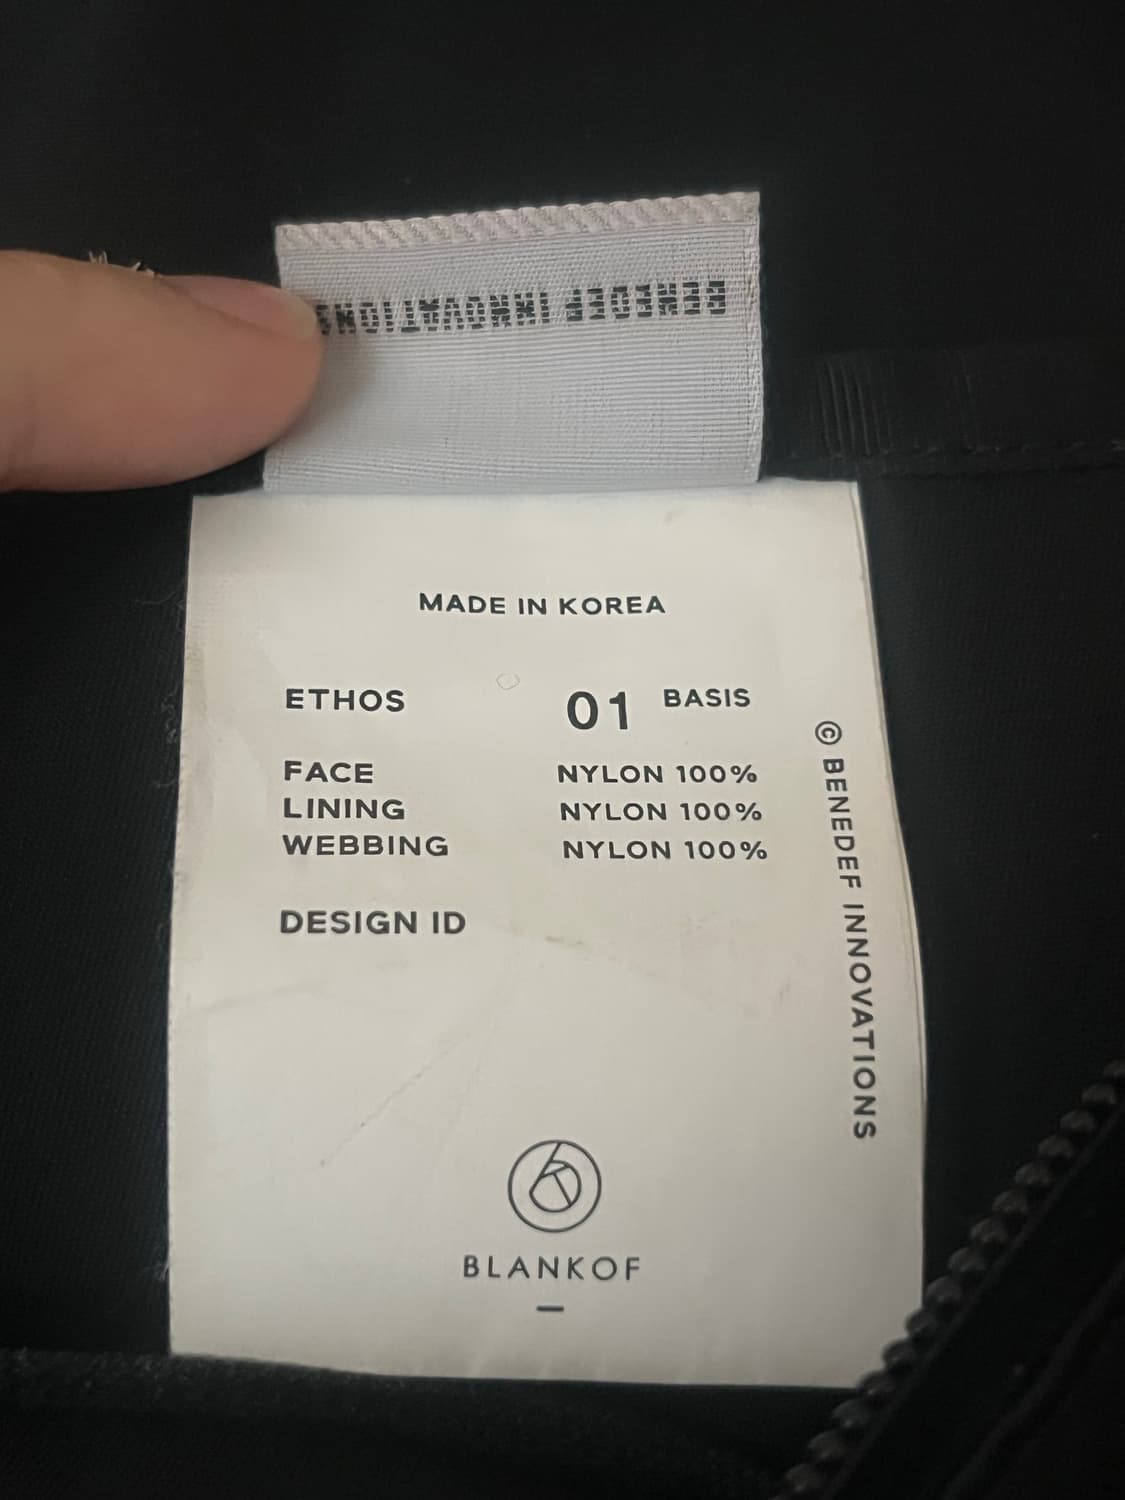 BENEDEF INNOVATIONS
MADE IN KOREA
ETHOS 01 BASIS
FACE NYLON 100%
LINING NYLON 100%
WEBBING NYLON 100%
DESIGN ID
© BENEDEF INNOVATIONS
BLANKOF